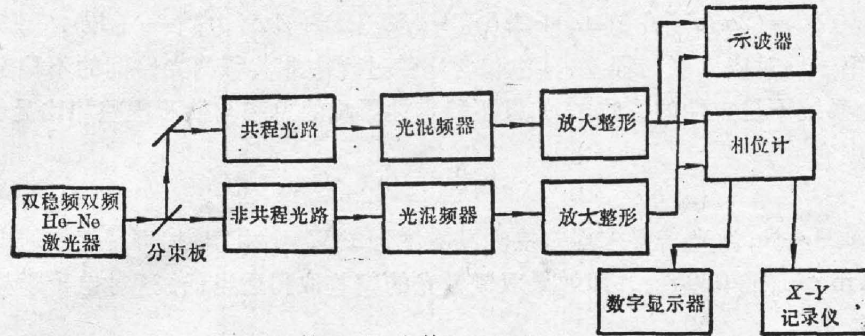 示波器
共程光路
光混频器
放大整形
相位计
双稳频双频
He-Ne
激光器
分束板
非共程光路
光混频器
放大整形
数字显示器
X-Y
记录仪